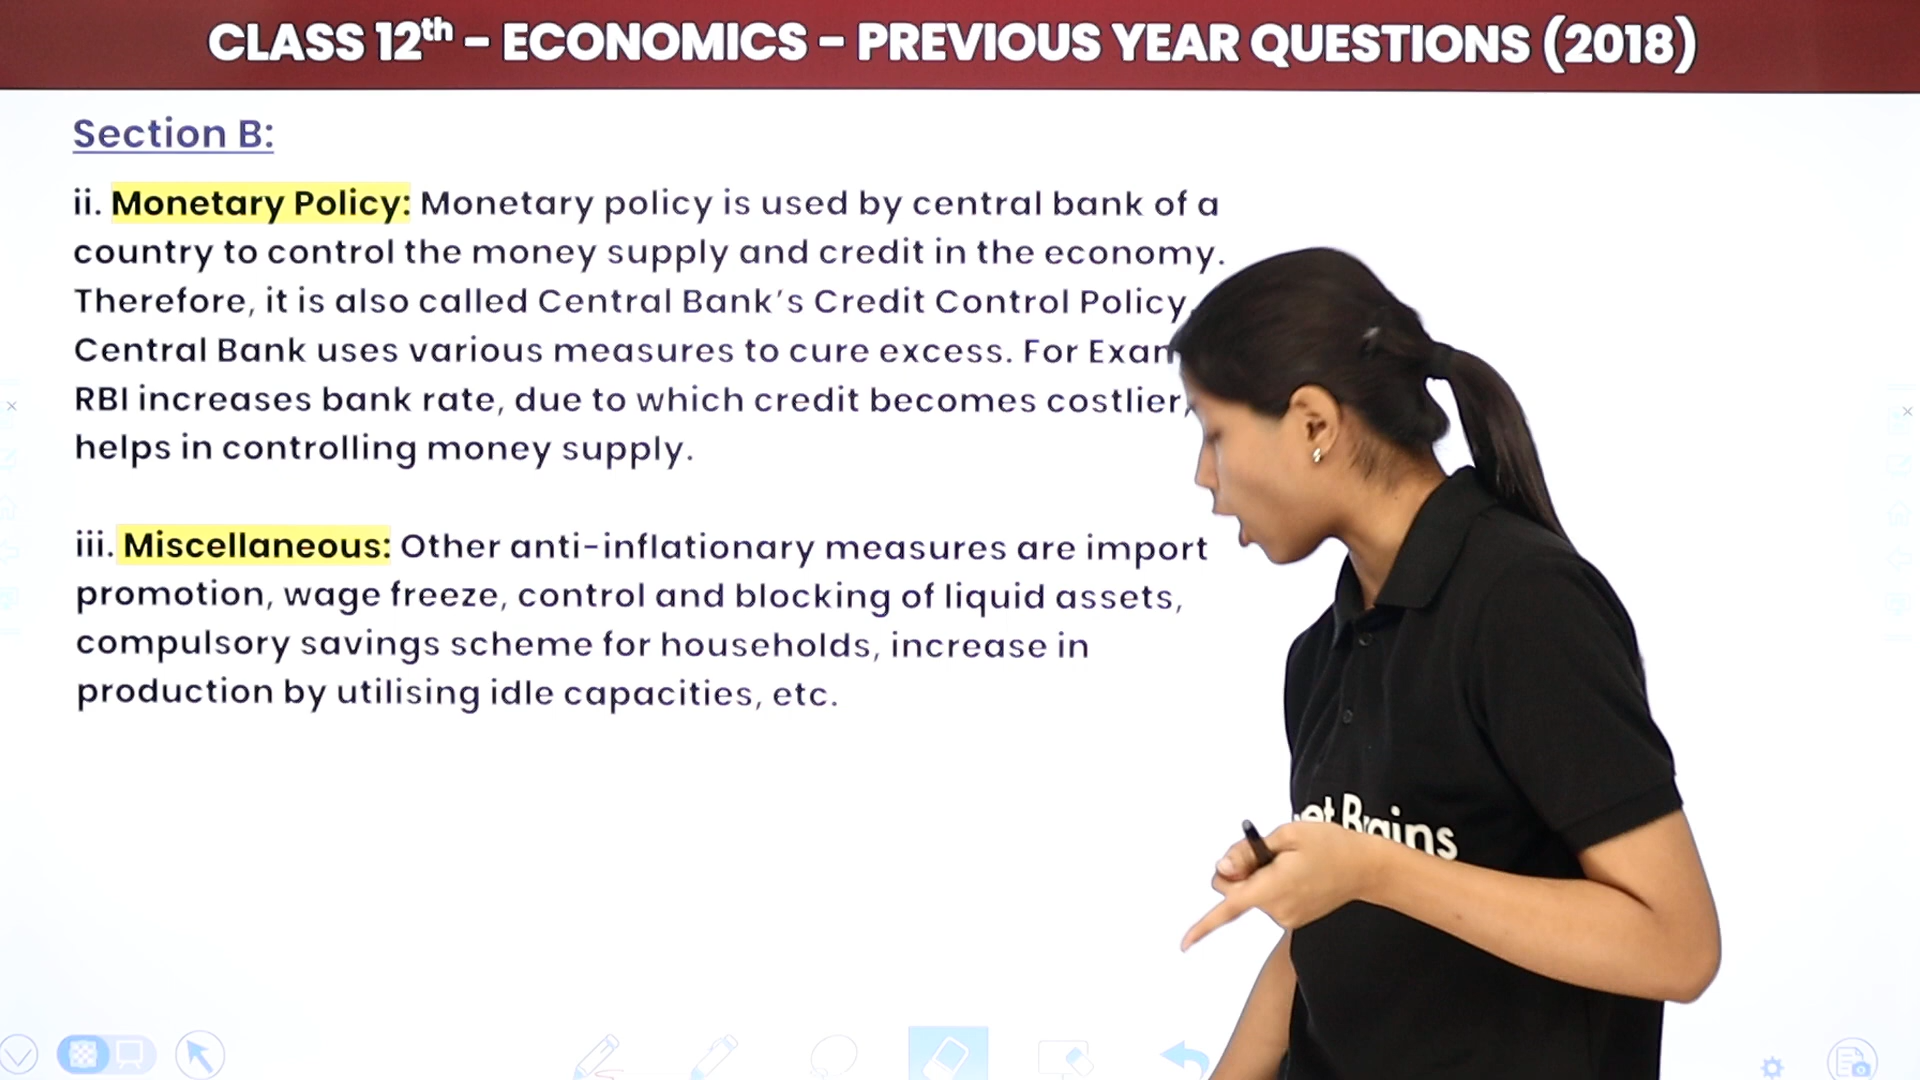 CLASS 12th - ECONOMICS - PREVIOUS YEAR QUESTIONS (2018)
Section B:
ii. Monetary Policy: Monetary policy is used by central bank of a
country to control the money supply and credit in the economy.
Therefore, it is also called Central Bank's Credit Control Policy
Central Bank uses various measures to cure excess. For
RBI increases bank rate, due to which credit becomes costlier,
helps in controlling money supply.
iii. Miscellaneous: Other anti-inflationary measures are import
promotion, wage freeze, control and blocking of liquid assets,
compulsory savings scheme for households, increase in
production by utilising idle capacities, etc.
Brains